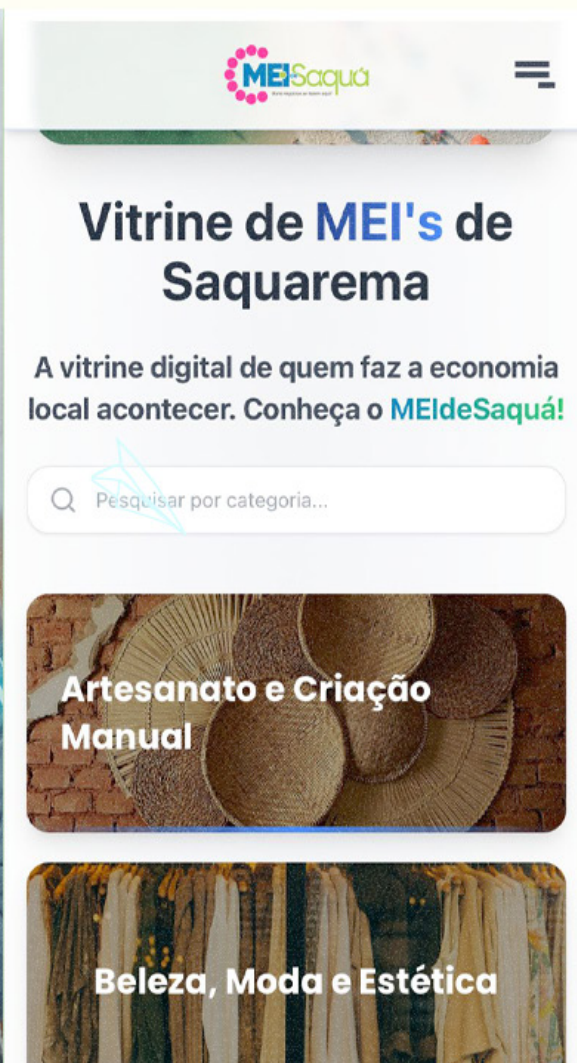 MEIdeSaquá
Vitrine de MEI's de
Saquarema
A vitrine digital de quem faz a economia
local acontecer. Conheça o MEIdeSaquá!
Pesquisar por categoria...
Artesanato e Criação
Manual
Beleza, Moda e Estética